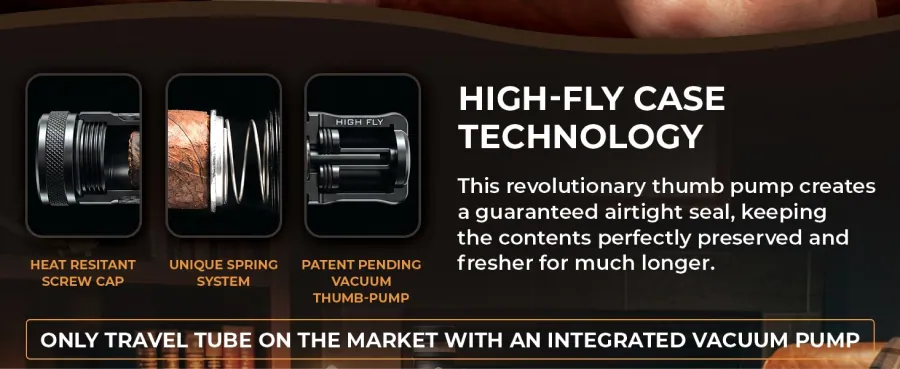 HIGH-FLY CASE
TECHNOLOGY
This revolutionary thumb pump creates
a guaranteed airtight seal, keeping
the contents perfectly preserved and
fresher for much longer.
HIGH FLY
HEAT RESITANT
SCREW CAP
UNIQUE SPRING
SYSTEM
PATENT PENDING
VACUUM
THUMB-PUMP
ONLY TRAVEL TUBE ON THE MARKET WITH AN INTEGRATED VACUUM PUMP